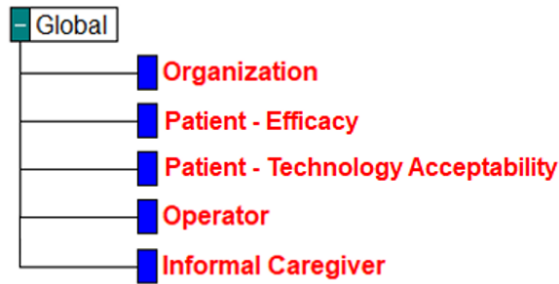 Global
Organization
Patient - Efficacy
Patient - Technology Acceptability
Operator
Informal Caregiver